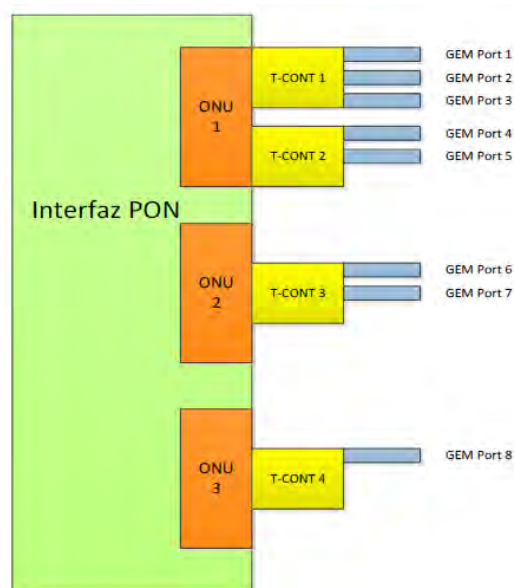 Interfaz PON
ONU
1
T-CONT 1
GEM Port 1
GEM Port 2
GEM Port 3
T-CONT 2
GEM Port 4
GEM Port 5
ONU
2
T-CONT 3
GEM Port 6
GEM Port 7
ONU
3
T-CONT 4
GEM Port 8